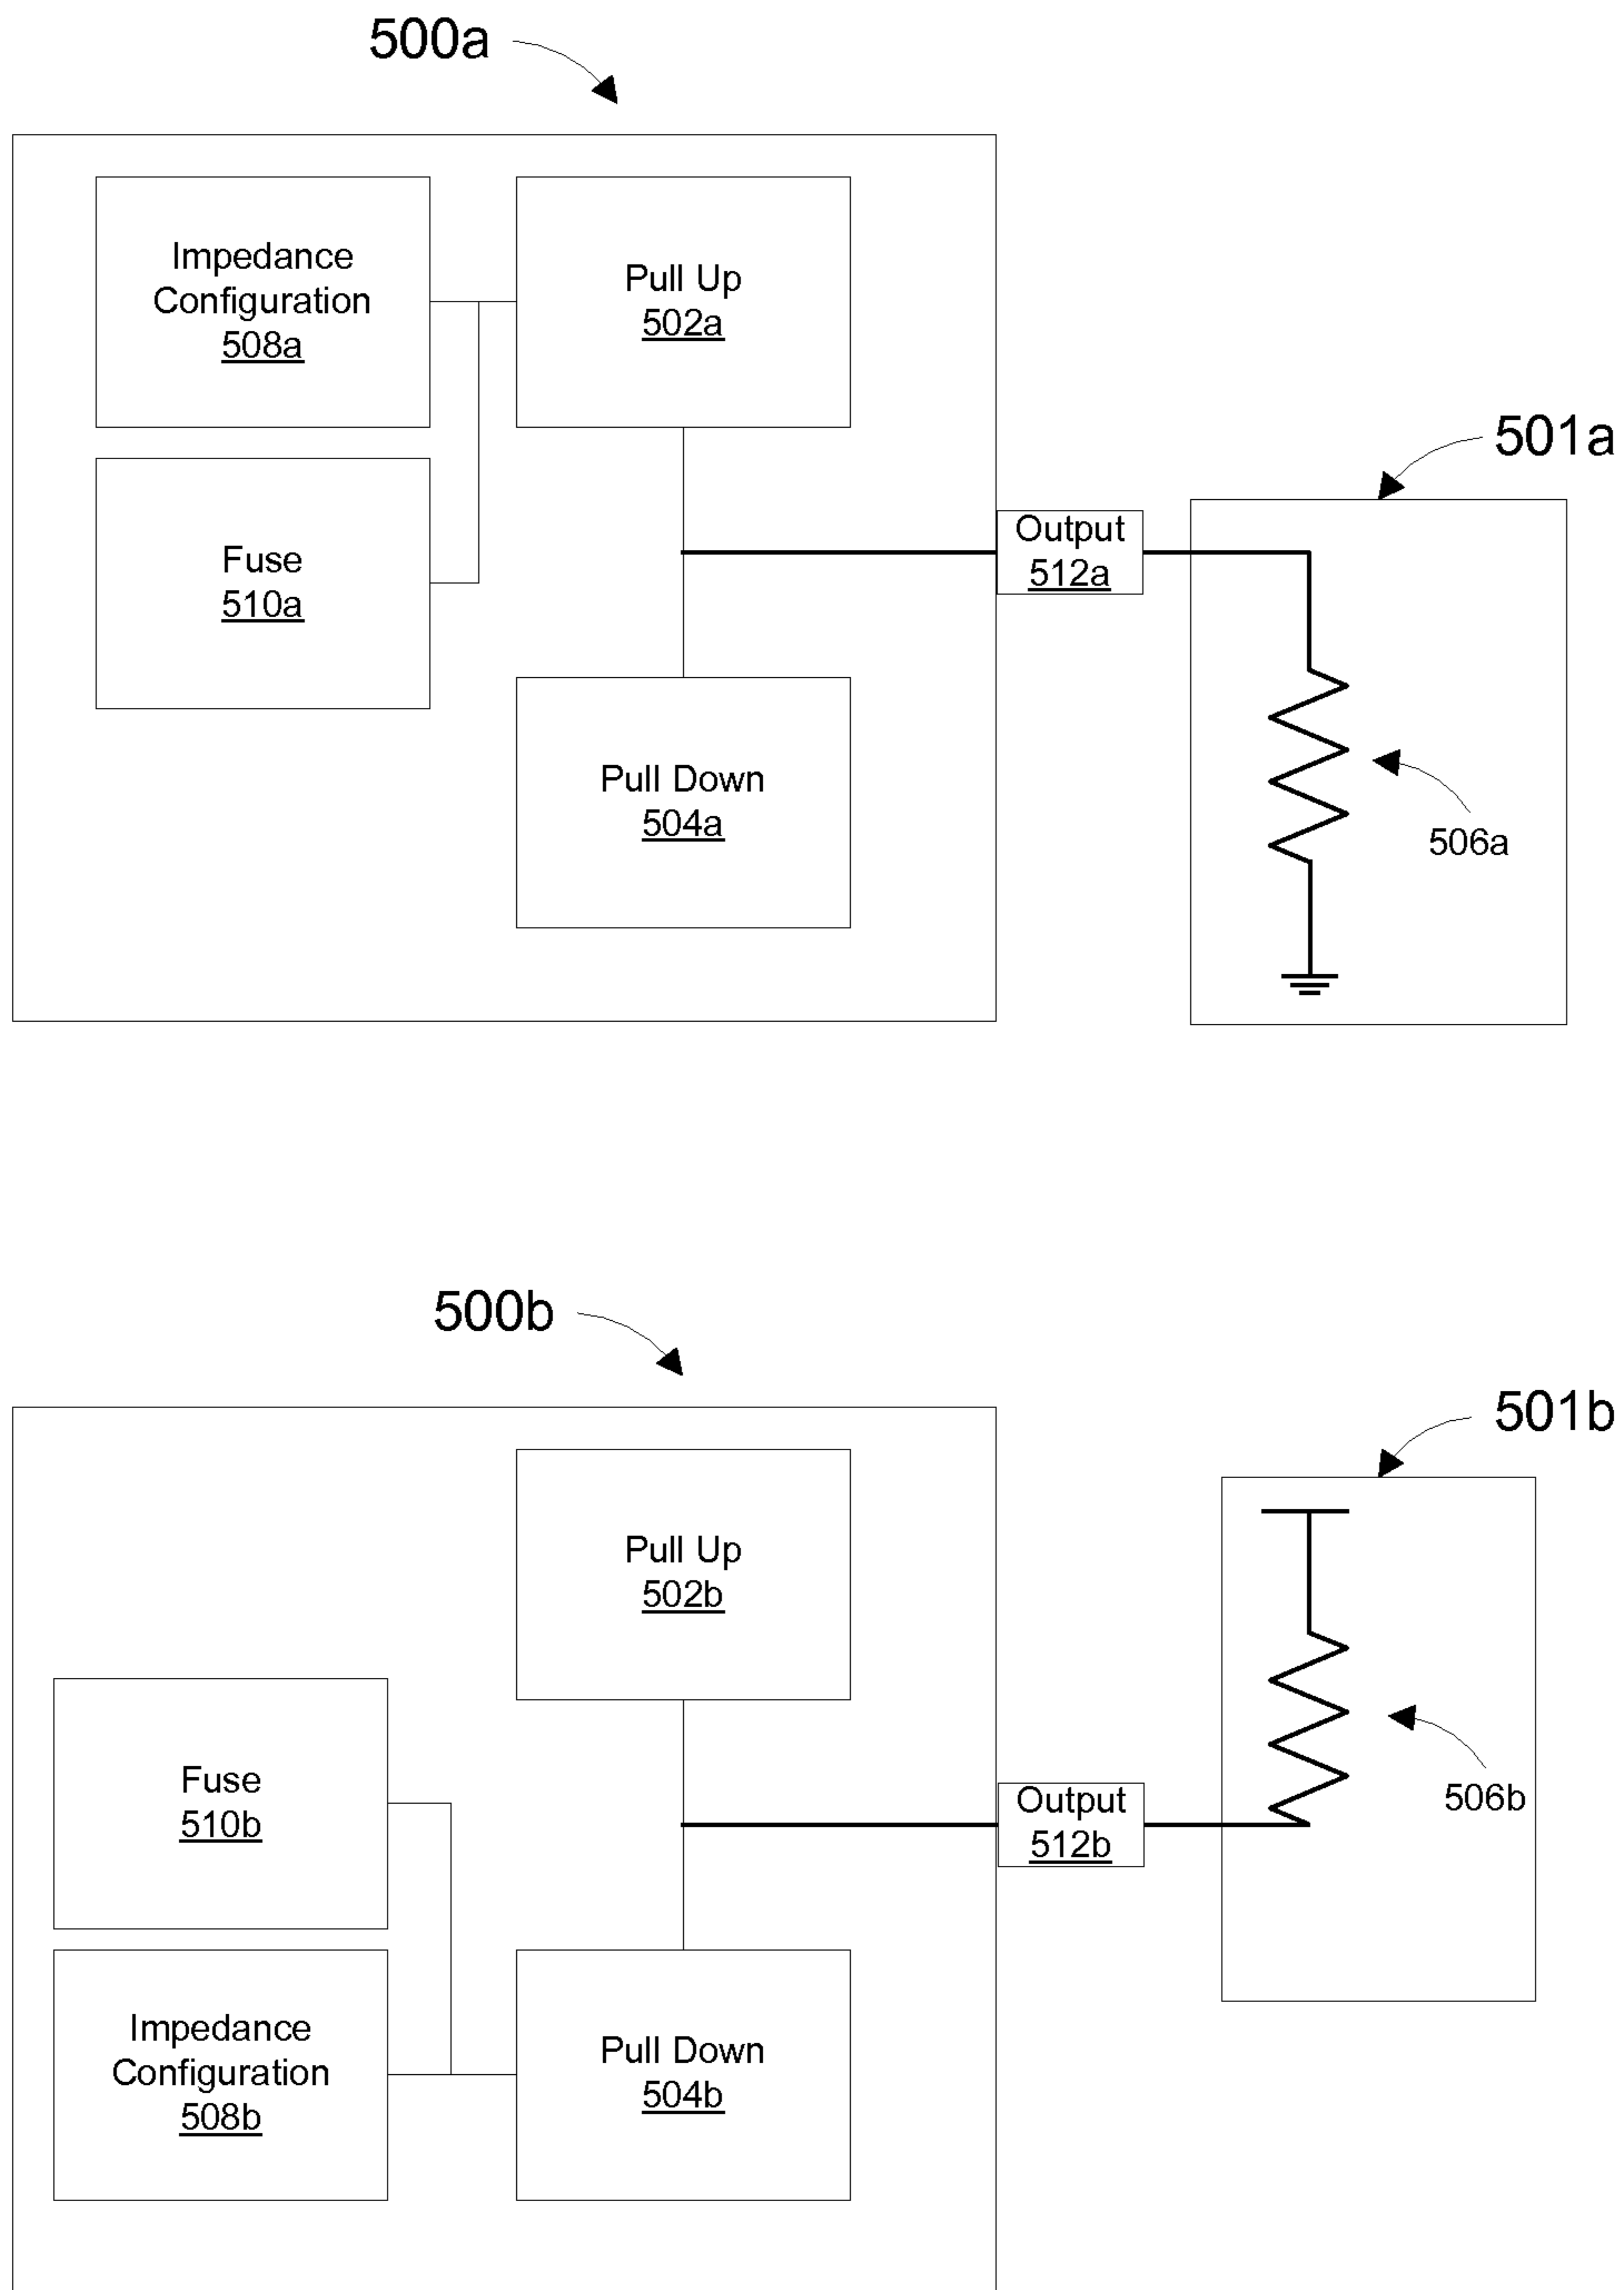 500a
Impedance
Configuration
508a
Pull Up
502a
501a
Fuse
510a
Output
512a
Pull Down
504a
506a
500b
501b
Pull Up
502b
Fuse
510b
Output
512b
506b
Impedance
Configuration
508b
Pull Down
504b